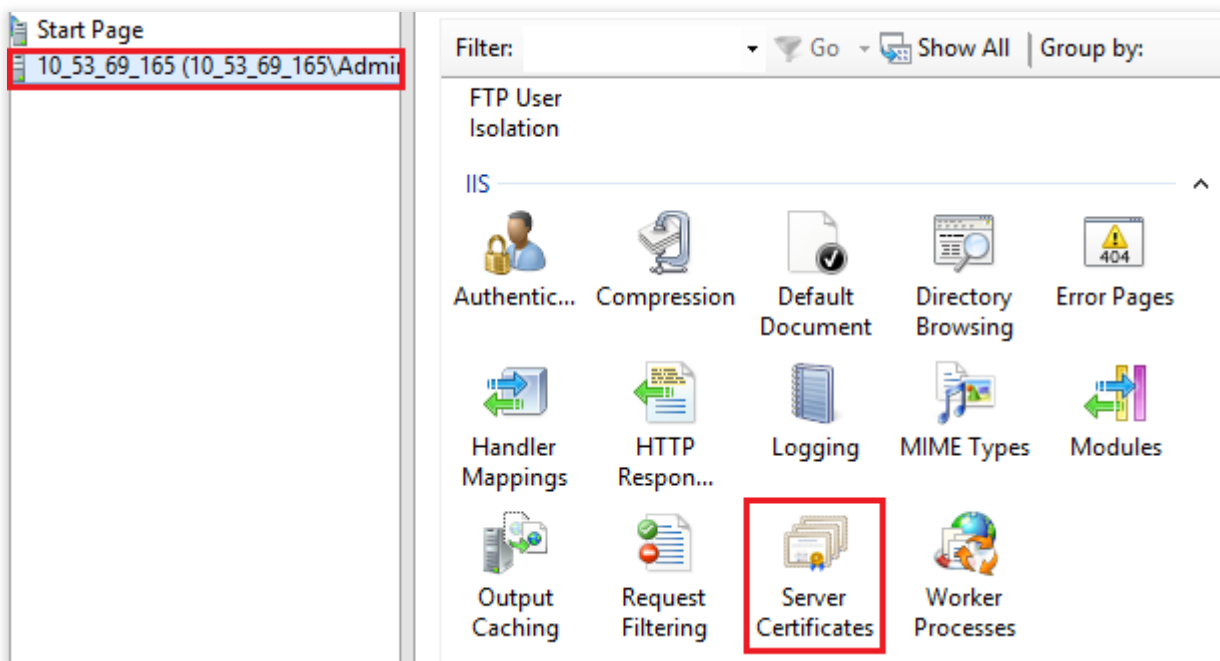 Start Page
10_53_69_165 (10_53_69_165\Admi
Filter:
Go
Show All
Group by:
FTP User
Isolation
IIS
Authentic...
Compression
Default
Document
Directory
Browsing
404
Error Pages
Handler
Mappings
HTTP
Respon...
Logging
MIME Types
Modules
Output
Caching
Request
Filtering
Server
Certificates
Worker
Processes